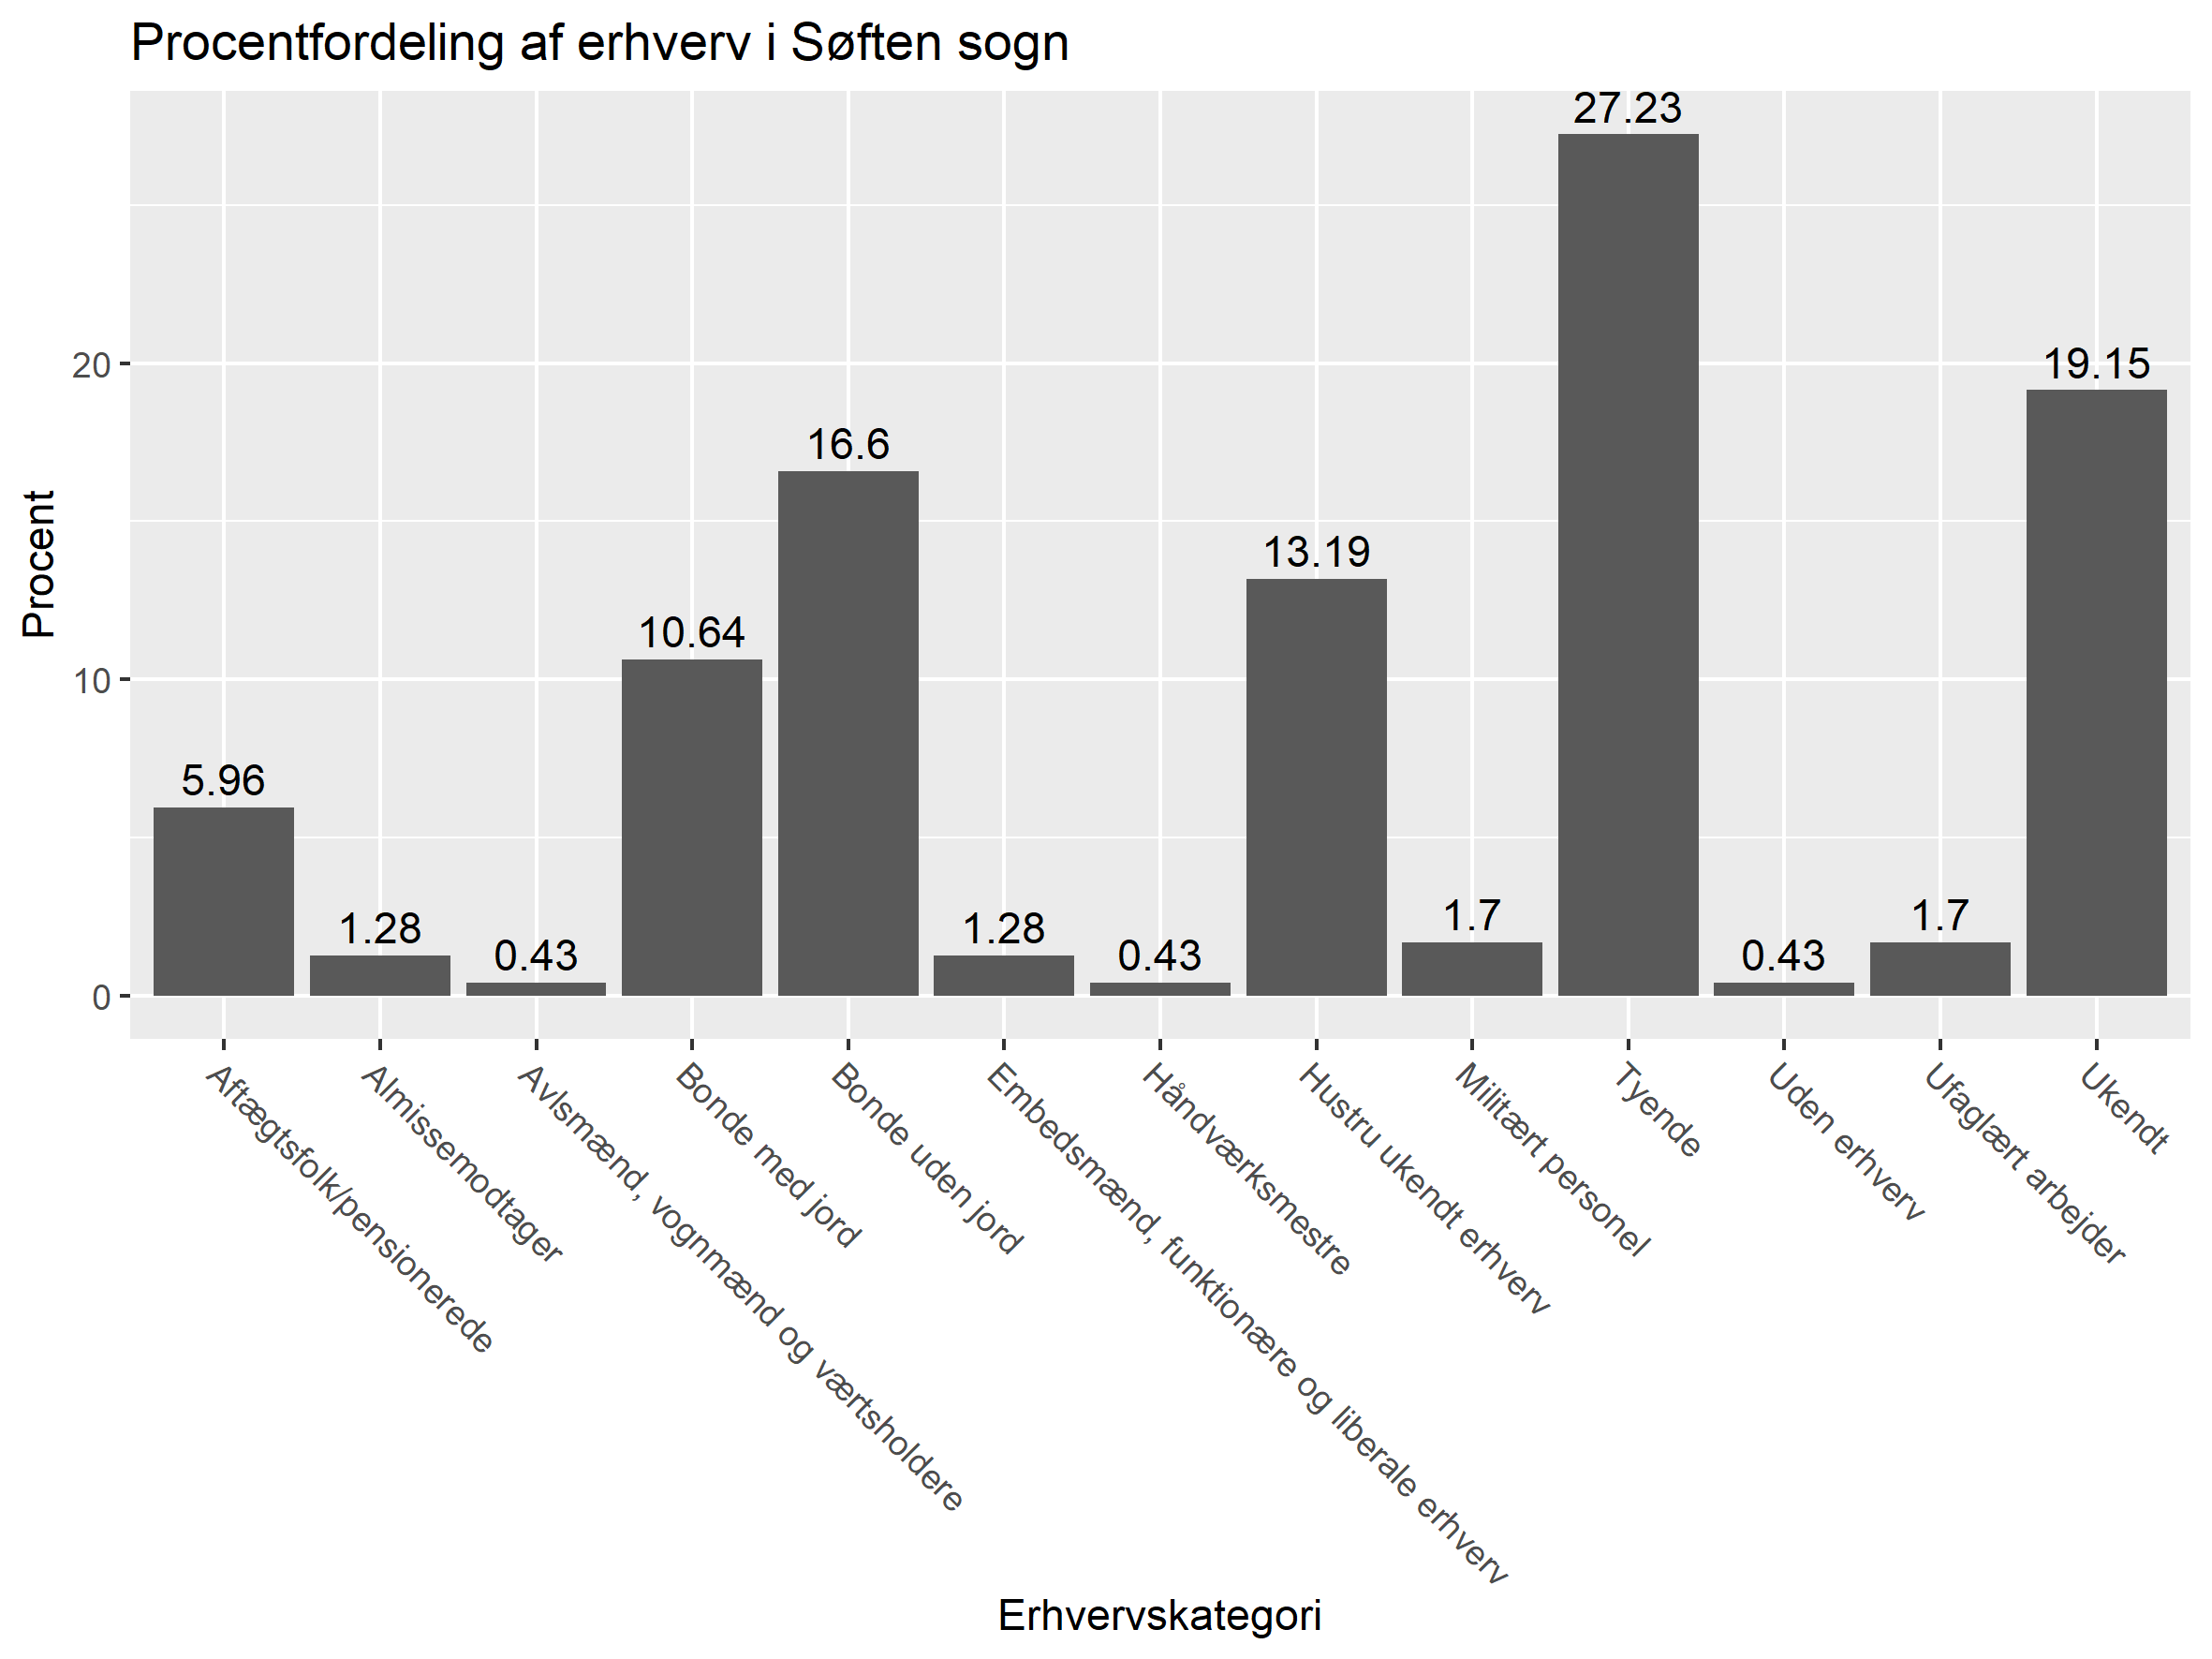 Procentfordeling af erhverv i Søften sogn
Procent
20
10
0
5.96
1.28
0.43
10.64
16.6
1.28
0.43
13.19
1.7
27.23
0.43
1.7
19.15
Aftægtsfolk/pensionerede
Almissemodtager
Avlsmænd, vognmænd og værtsholdere
Bonde med jord
Bonde uden jord
Embedsmænd, funktionære og liberale erhverv
Håndværksmestre
Hustru ukendt erhverv
Militært personel
Tyende
Uden erhverv
Ufaglært arbejder
Ukendt
Erhvervskategori